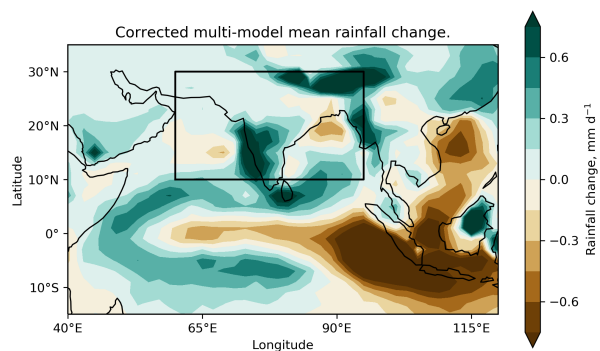 Corrected multi-model mean rainfall change.
30°N
20°N
10°N
0°
10°S
Latitude
40°E
65°E
90°E
115°E
Longitude
0.6
0.3
0.0
−0.3
−0.6
Rainfall change, mm d⁻¹